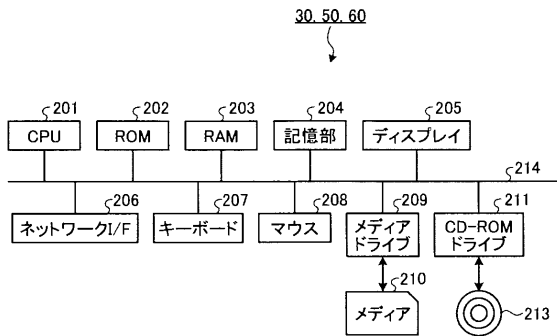 30, 50, 60
201
202
203
204
205
CPU
ROM
RAM
記憶部
ディスプレイ
214
206
207
208
209
211
ネットワークI/F
キーボード
マウス
メディア
ドライブ
CD-ROM
ドライブ
210
メディア
213